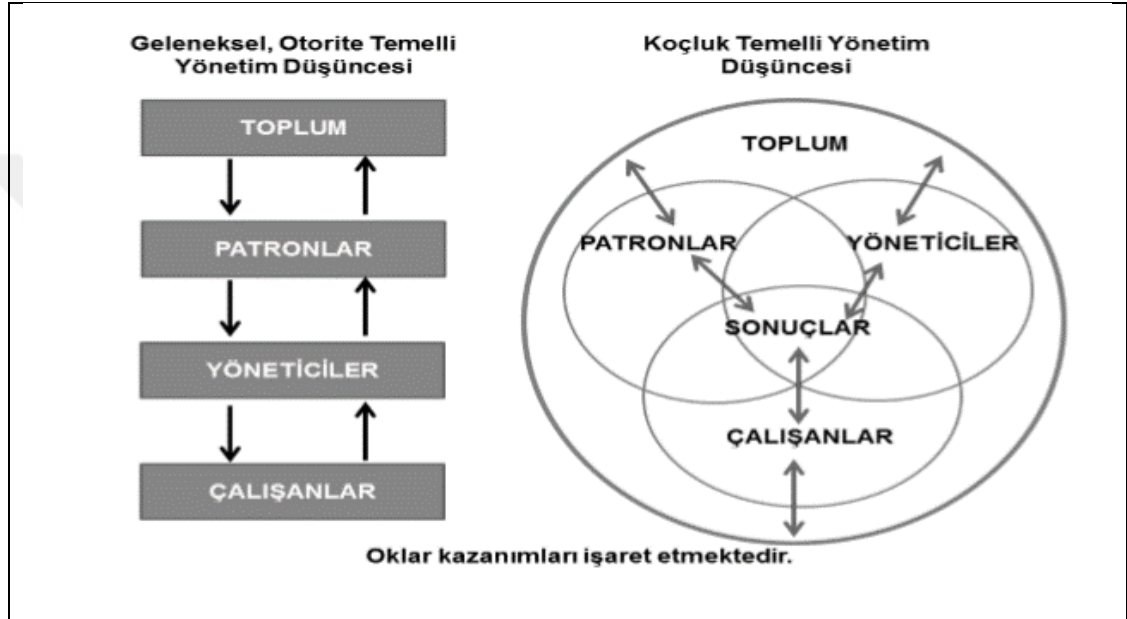 Geleneksel, Otorite Temelli
Yönetim Düşüncesi
TOPLUM
PATRONLAR
YÖNETİCİLER
ÇALIŞANLAR
Koçluk Temelli Yönetim
Düşüncesi
TOPLUM
PATRONLAR
YÖNETİCİLER
SONUÇLAR
ÇALIŞANLAR
Oklar kazanımları işaret etmektedir.